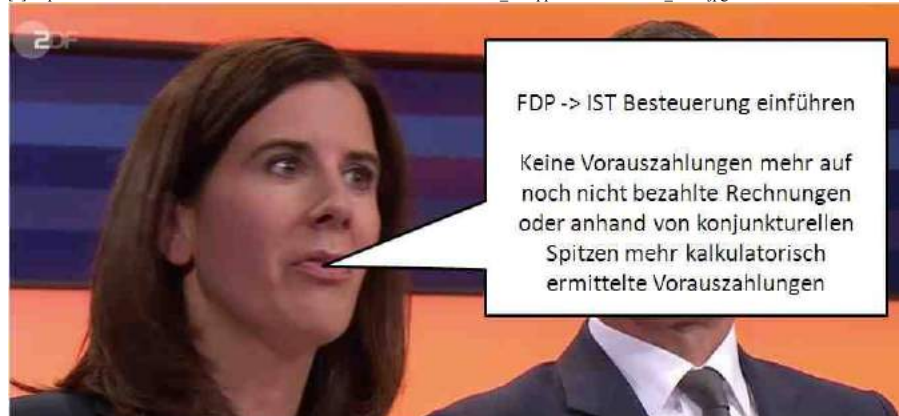 2DF
FDP -> IST Besteuerung einführen
Keine Vorauszahlungen mehr auf
noch nicht bezahlte Rechnungen
oder anhand von konjunkturellen
Spitzen mehr kalkulatorisch
ermittelte Vorauszahlungen